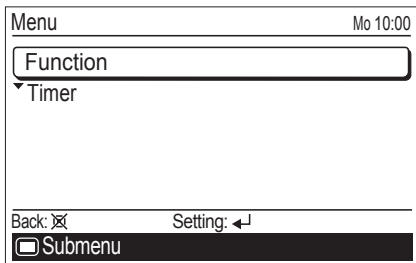 Menu Mo 10:00
Function
Timer
Back: Setting:
Submenu